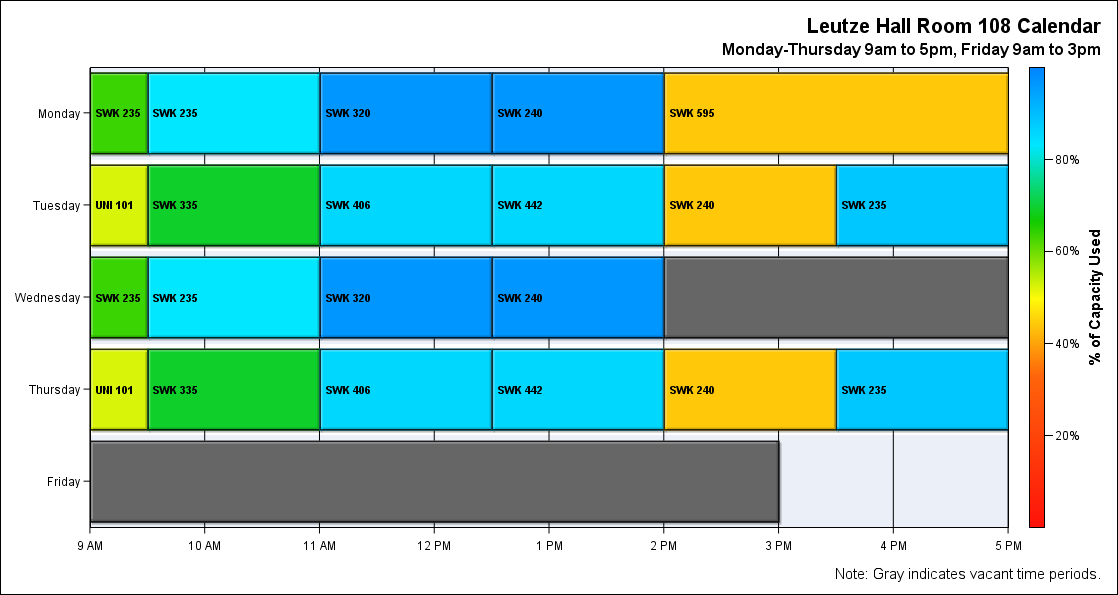 Leutze Hall Room 108 Calendar
Monday-Thursday 9am to 5pm, Friday 9am to 3pm
Monday
SWK 235 SWK 235 SWK 320 SWK 240 SWK 595
Tuesday
UNI 101 SWK 335 SWK 406 SWK 442 SWK 240 SWK 235
Wednesday
SWK 235 SWK 235 SWK 320 SWK 240
Thursday
UNI 101 SWK 335 SWK 406 SWK 442 SWK 240 SWK 235
Friday
9 AM 10 AM 11 AM 12 PM 1 PM 2 PM 3 PM 4 PM 5 PM
80%
60%
40%
20%
% of Capacity Used
Note: Gray indicates vacant time periods.